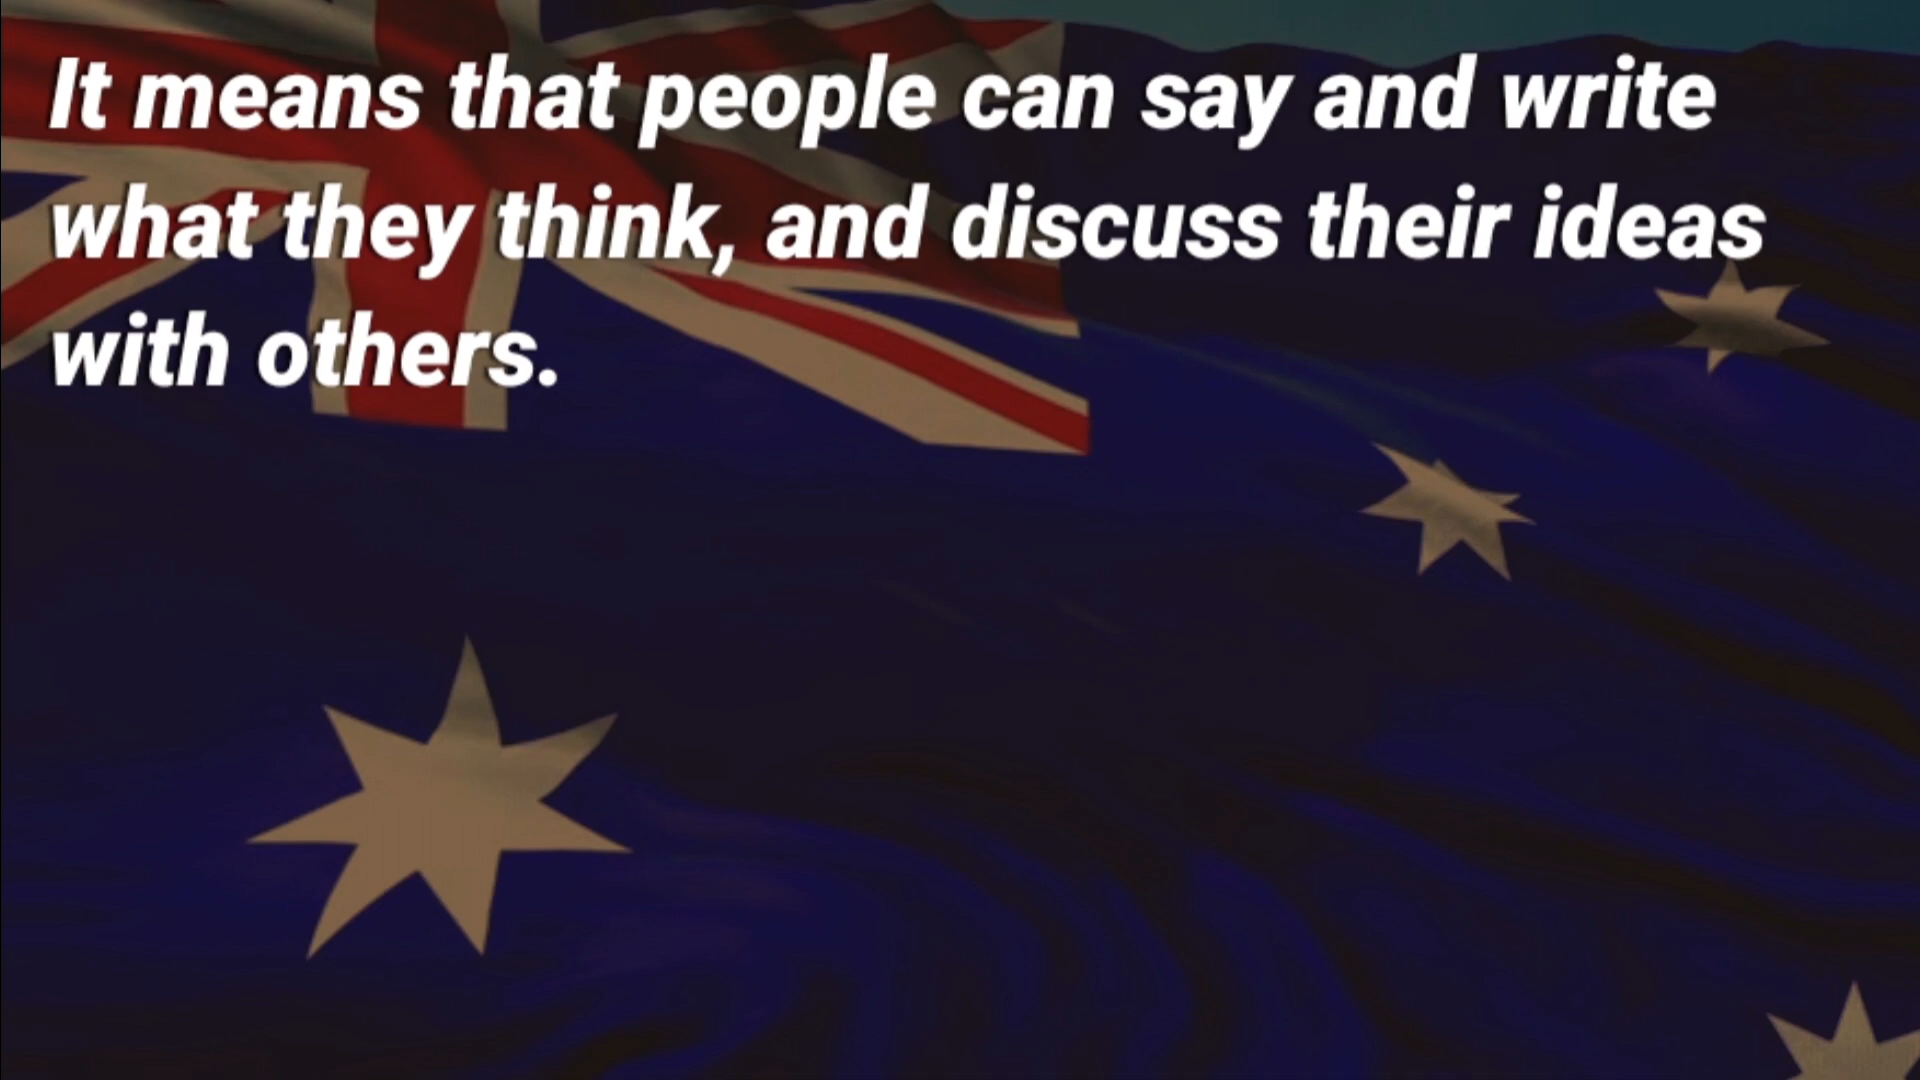 It means that people can say and write
what they think, and discuss their ideas
with others.